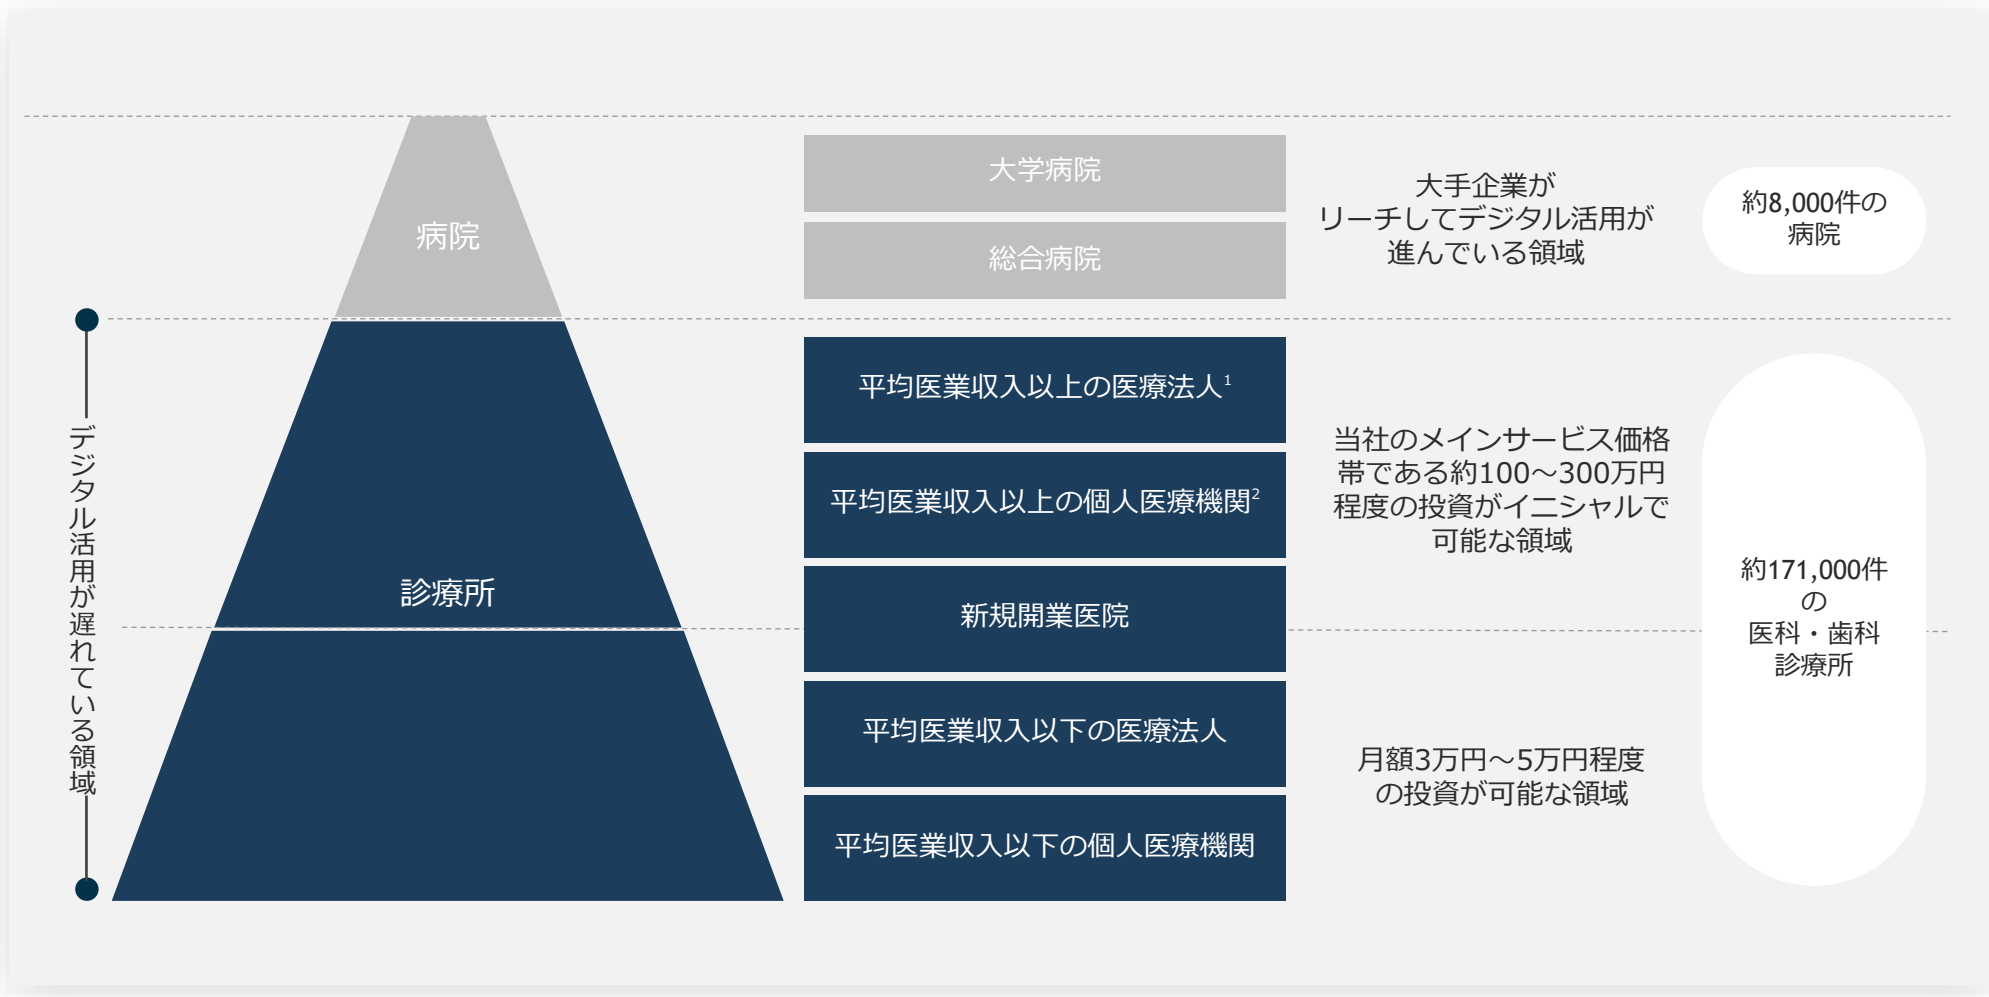 病院
大学病院
総合病院
大手企業が
リーチしてデジタル活用が
進んでいる領域
約8,000件の
病院
デジタル活用が遅れている領域
診療所
平均医業収入以上の医療法人1
平均医業収入以上の個人医療機関2
新規開業医院
平均医業収入以下の医療法人
平均医業収入以下の個人医療機関
当社のメインサービス価格
帯である約100～300万円
程度の投資がイニシャルで
可能な領域
月額3万円～5万円程度
の投資が可能な領域
約171,000件
の
医科・歯科
診療所